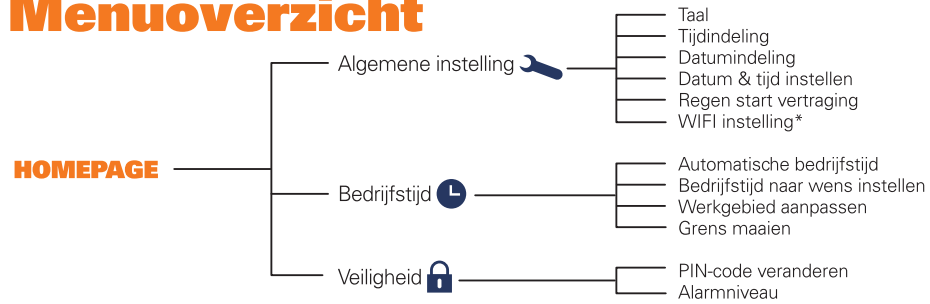 Menuoverzicht
HOMEPAGE
Algemene instelling
Taal
Tijdindeling
Datumindeling
Datum & tijd instellen
Regen start vertraging
WIFI instelling*
Bedrijfstijd
Automatische bedrijfstijd
Bedrijfstijd naar wens instellen
Werkgebied aanpassen
Grens maaien
Veiligheid
PIN-code veranderen
Alarmniveau